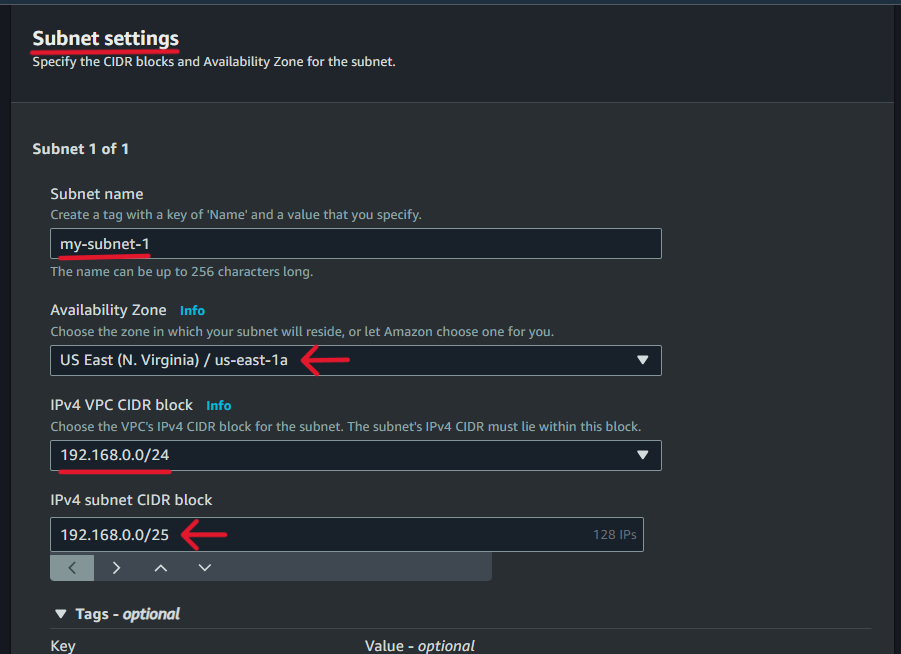 Subnet settings
Specify the CIDR blocks and Availability Zone for the subnet.
Subnet 1 of 1
Subnet name
Create a tag with a key of 'Name' and a value that you specify.
my-subnet-1
The name can be up to 256 characters long.
Availability Zone Info
Choose the zone in which your subnet will reside, or let Amazon choose one for you.
US East (N. Virginia) / us-east-1a
IPv4 VPC CIDR block Info
Choose the VPC's IPv4 CIDR block for the subnet. The subnet's IPv4 CIDR must lie within this block.
192.168.0.0/24
IPv4 subnet CIDR block
192.168.0.0/25 128 IPs
Tags - optional
Key Value - optional